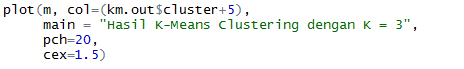 plot(m, col=(km.out$cluster+5),
main = "Hasil K-Means Clustering dengan K = 3",
pch=20,
cex=1.5)